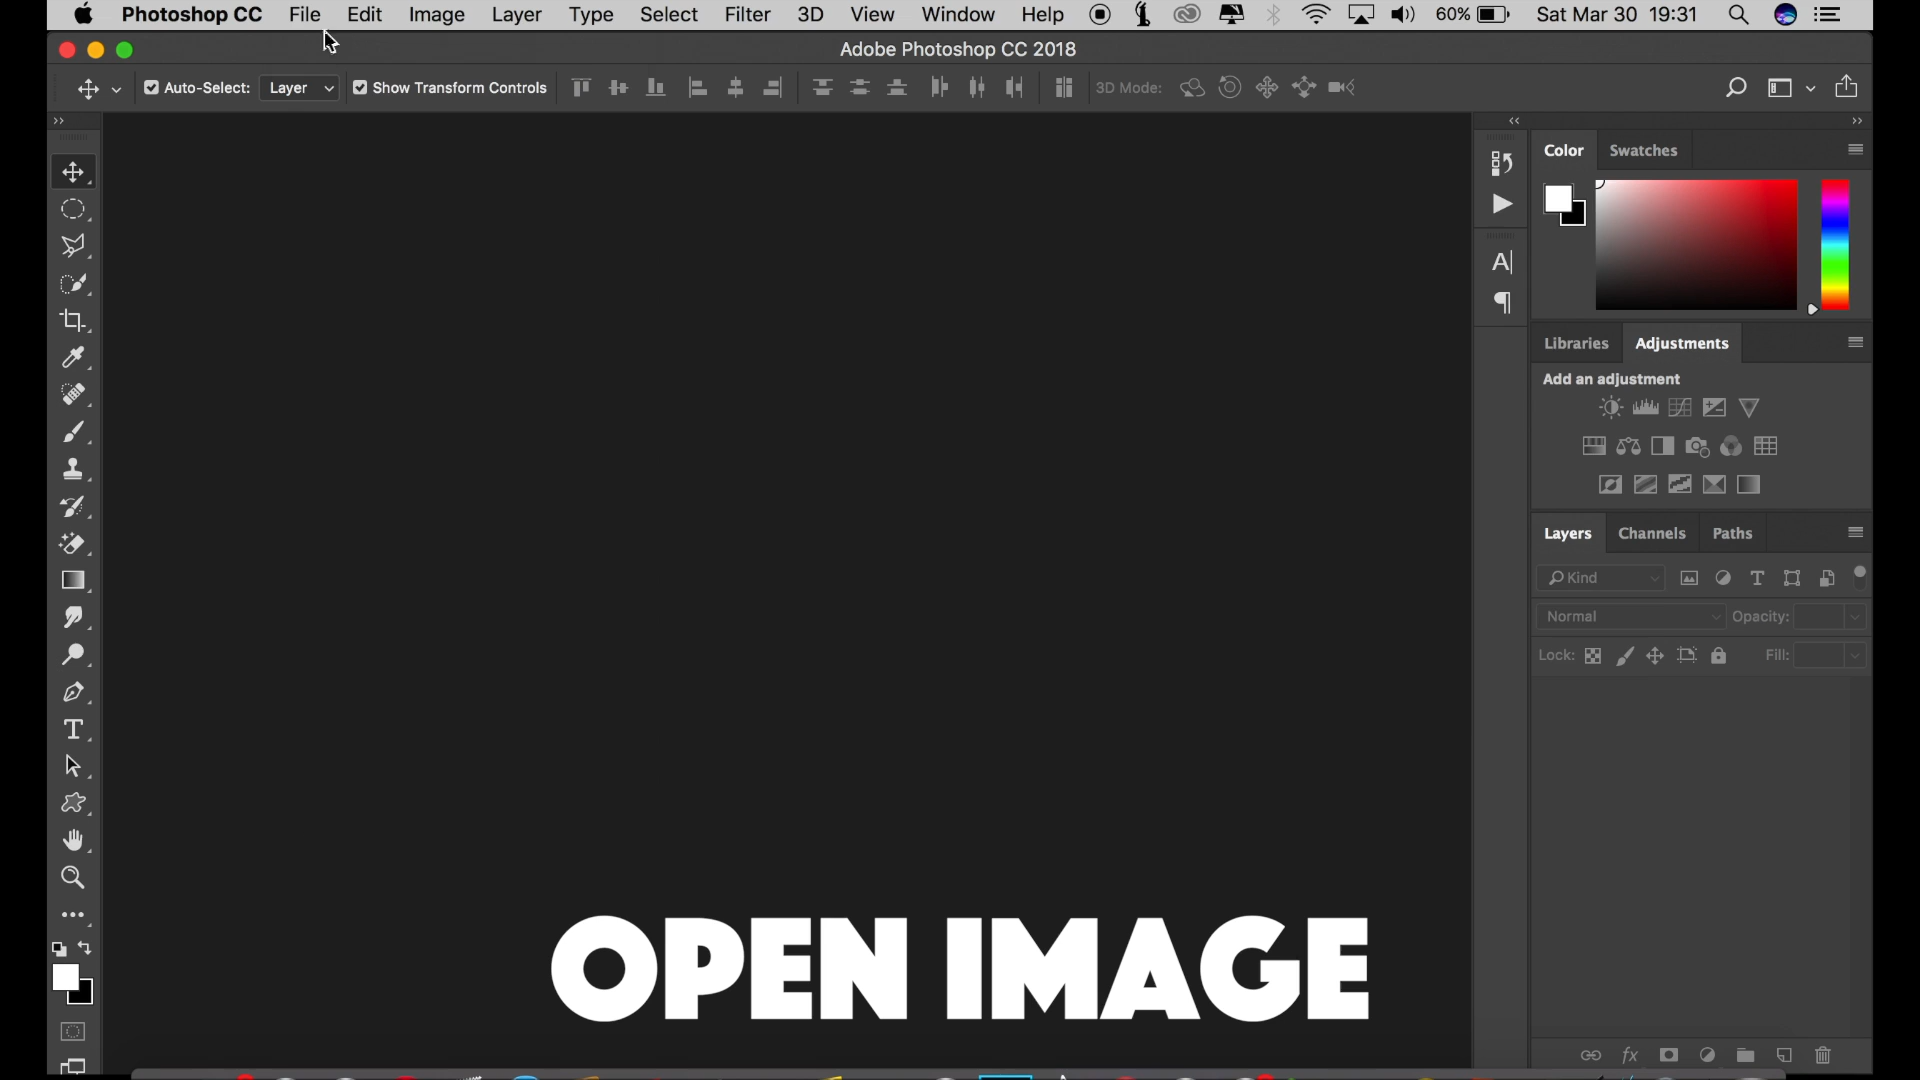 Photoshop CC File Edit Image Layer Type Select Filter 3D View Window Help 60% Sat Mar 30 19:31
Adobe Photoshop CC 2018
Auto-Select: Layer Show Transform Controls 3D Mode:
Color Swatches
Libraries Adjustments
Add an adjustment
Layers Channels Paths
Kind
Normal Opacity:
Lock: Fill:
OPEN IMAGE